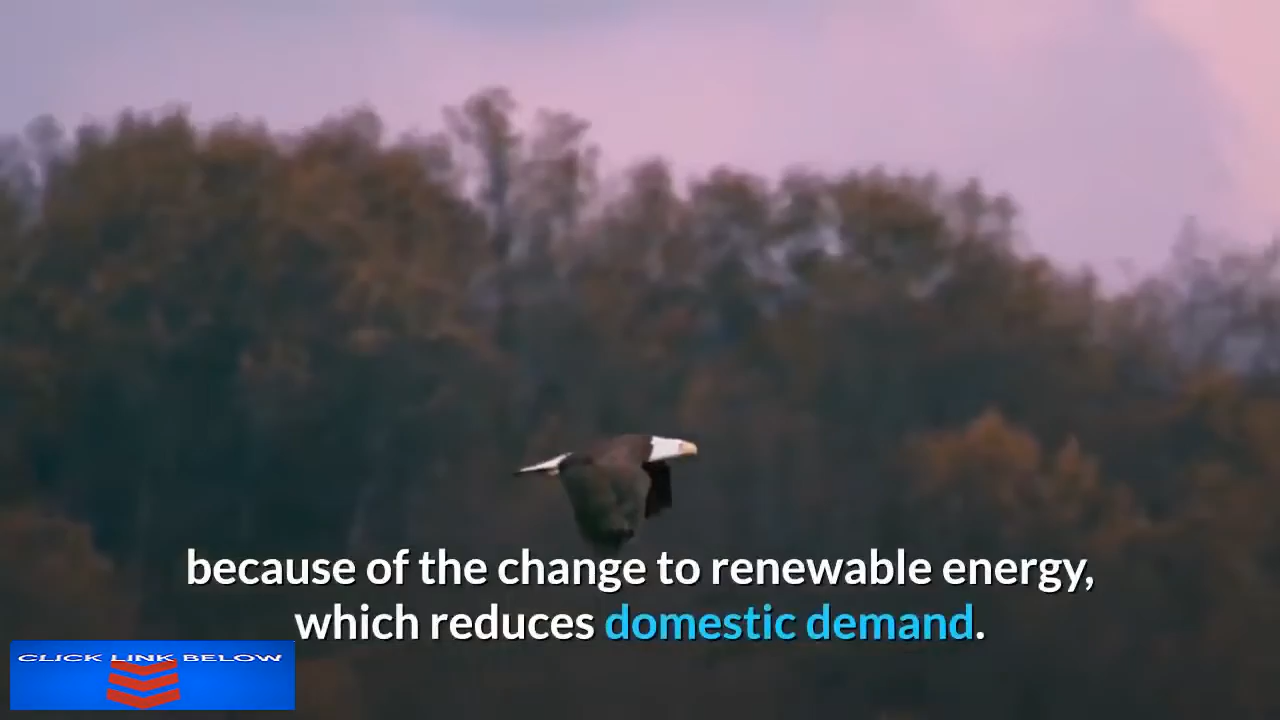 because of the change to renewable energy,
which reduces domestic demand.
CLICK LINK BELOW